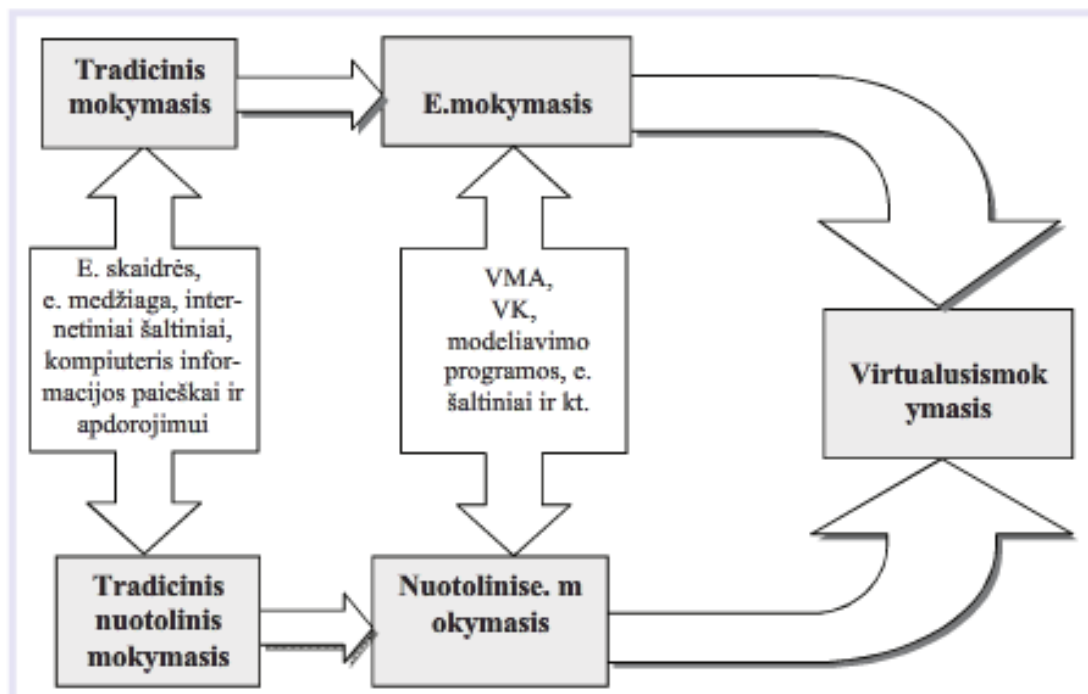 Tradicinis
mokymasis
E.mokymasis
E. skaidrės,
e. medžiaga, inter-
netiniai šaltiniai,
kompiuteris infor-
macijos paieškai ir
apdorojimui
VMA,
VK,
modeliavimo
programos, e.
šaltiniai ir kt.
Virtualusismok
ymasis
Tradicinis
nuotolinis
mokymasis
Nuotolinise. m
okymasis